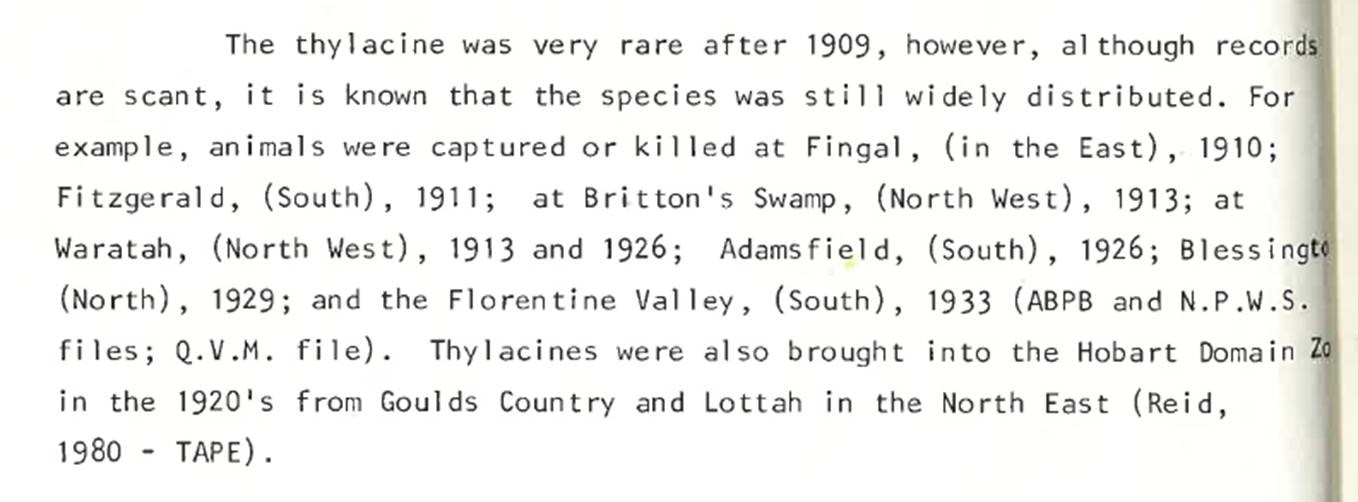 The thylacine was very rare after 1909, however, although records
are scant, it is known that the species was still widely distributed. For
example, animals were captured or killed at Fingal, (in the East), 1910;
Fitzgerald, (South), 1911; at Britton's Swamp, (North West), 1913; at
Waratah, (North West), 1913 and 1926; Adamsfield, (South), 1926; Blessingto
(North), 1929; and the Florentine Valley, (South), 1933 (ABPB and N.P.W.S.
files; Q.V.M. file). Thylacines were also brought into the Hobart Domain Zo
in the 1920's from Goulds Country and Lottah in the North East (Reid,
1980 - TAPE).